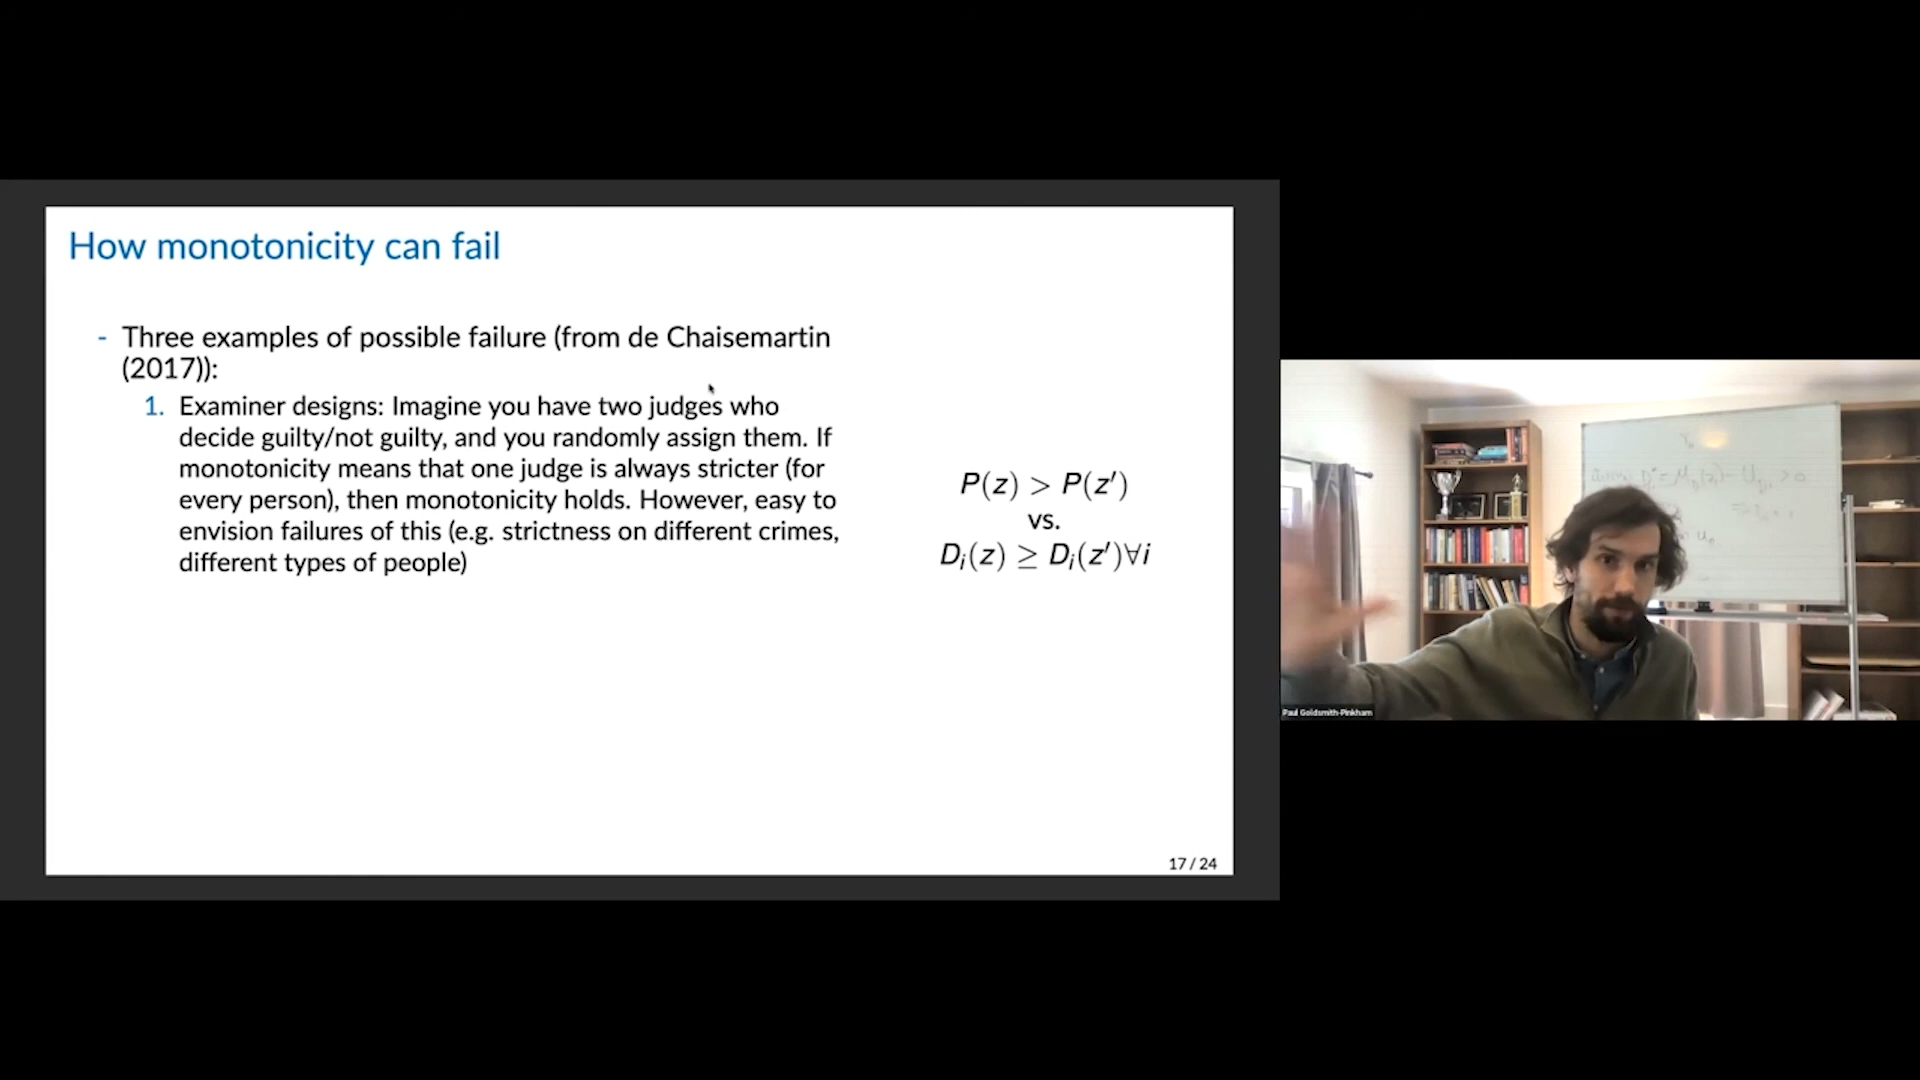 How monotonicity can fail
- Three examples of possible failure (from de Chaisemartin
(2017)):
1. Examiner designs: Imagine you have two judges who
decide guilty/not guilty, and you randomly assign them. If
monotonicity means that one judge is always stricter (for
every person), then monotonicity holds. However, easy to
envision failures of this (e.g. strictness on different crimes,
different types of people)
P(z) > P(z′)
vs.
Dᵢ(z) ≥ Dᵢ(z′)∀i
17 / 24
Paul Goldsmith-Pinkham